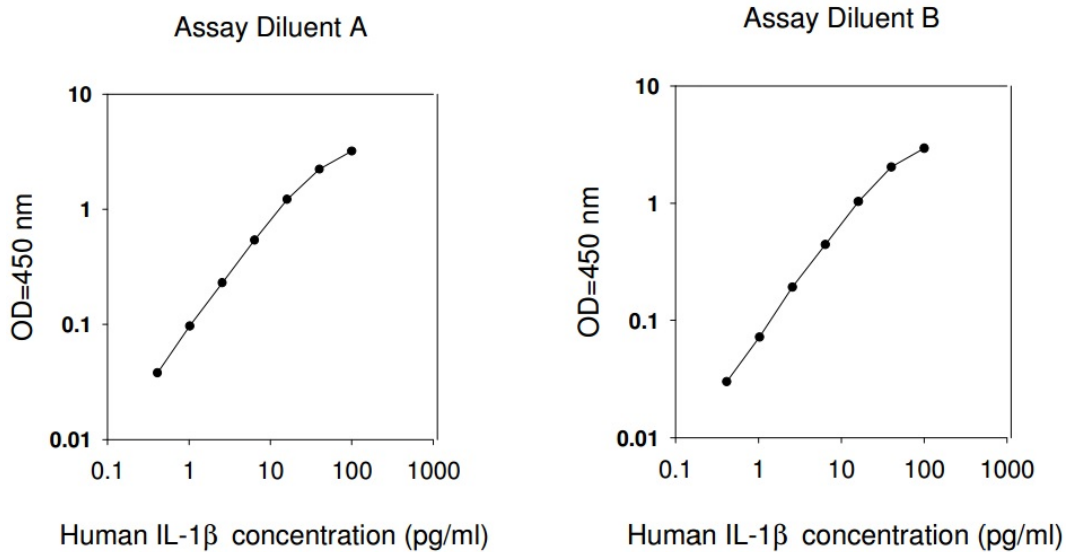 Assay Diluent A
10
1
0.1
0.01
0.1 1 10 100 1000
OD=450 nm
Human IL-1β concentration (pg/ml)
Assay Diluent B
10
1
0.1
0.01
0.1 1 10 100 1000
OD=450 nm
Human IL-1β concentration (pg/ml)